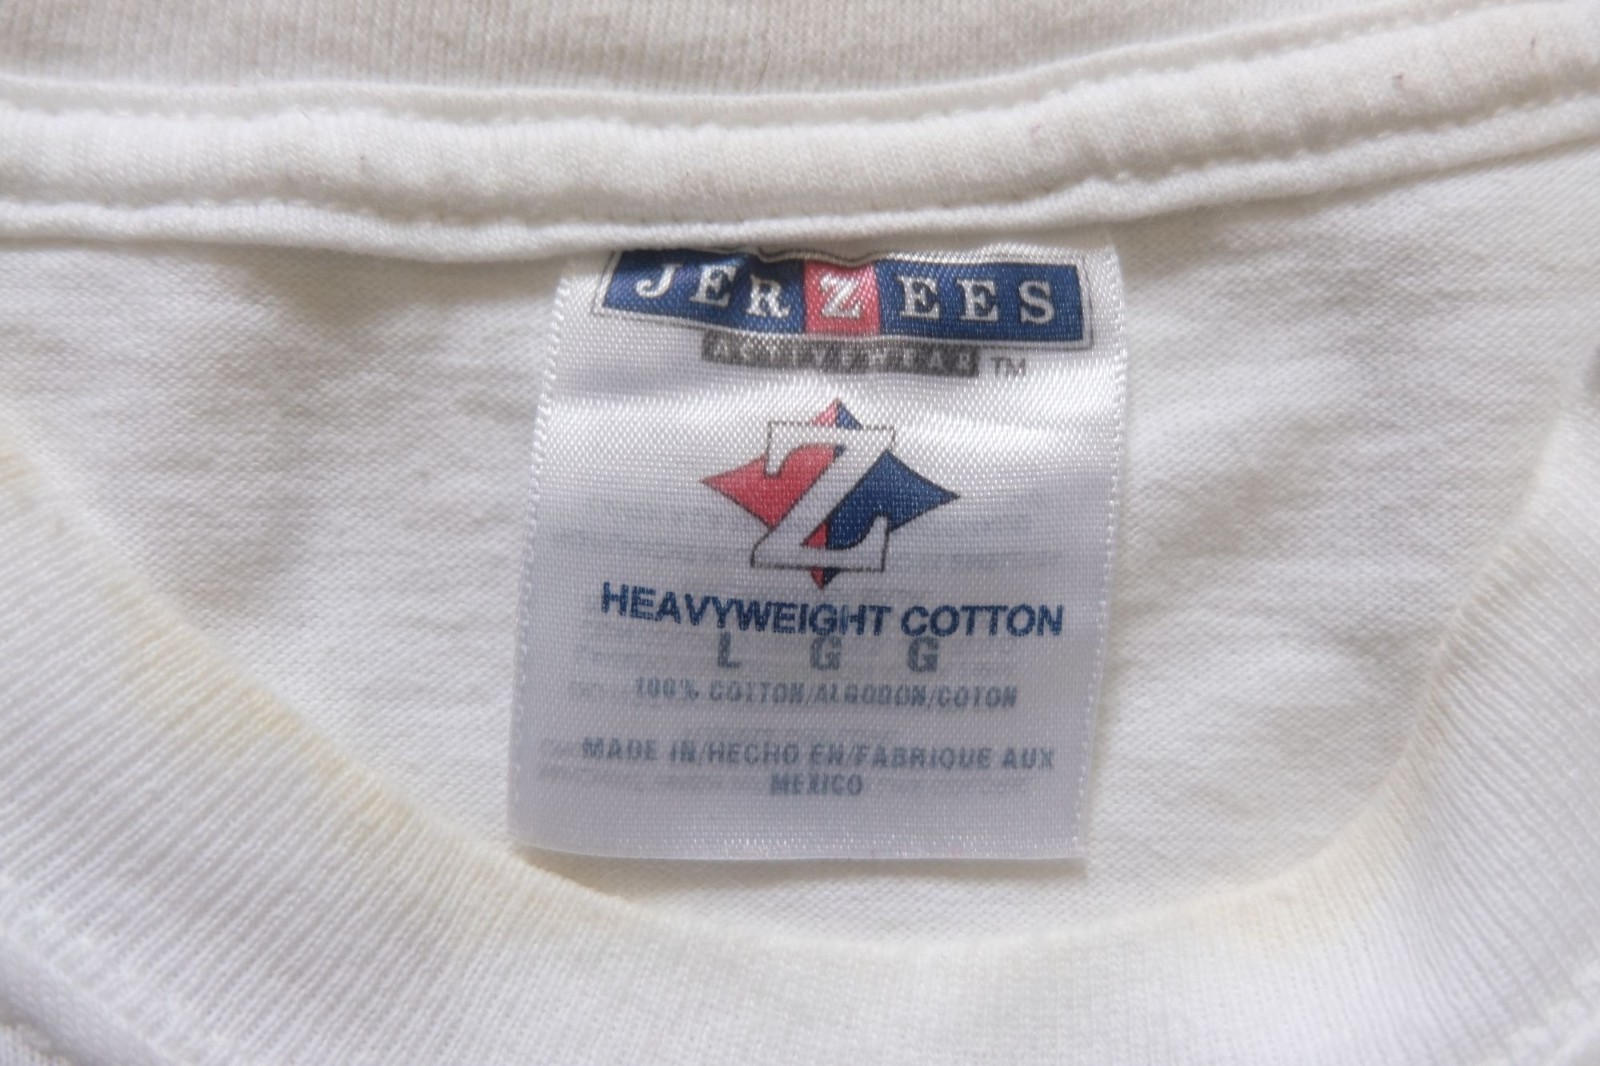 JERZEES
ACTIVEWEAR TM
Z
HEAVYWEIGHT COTTON
L G G
100% COTTON/ALGODON/COTON
MADE IN/HECHO EN/FABRIQUE AUX
MEXICO